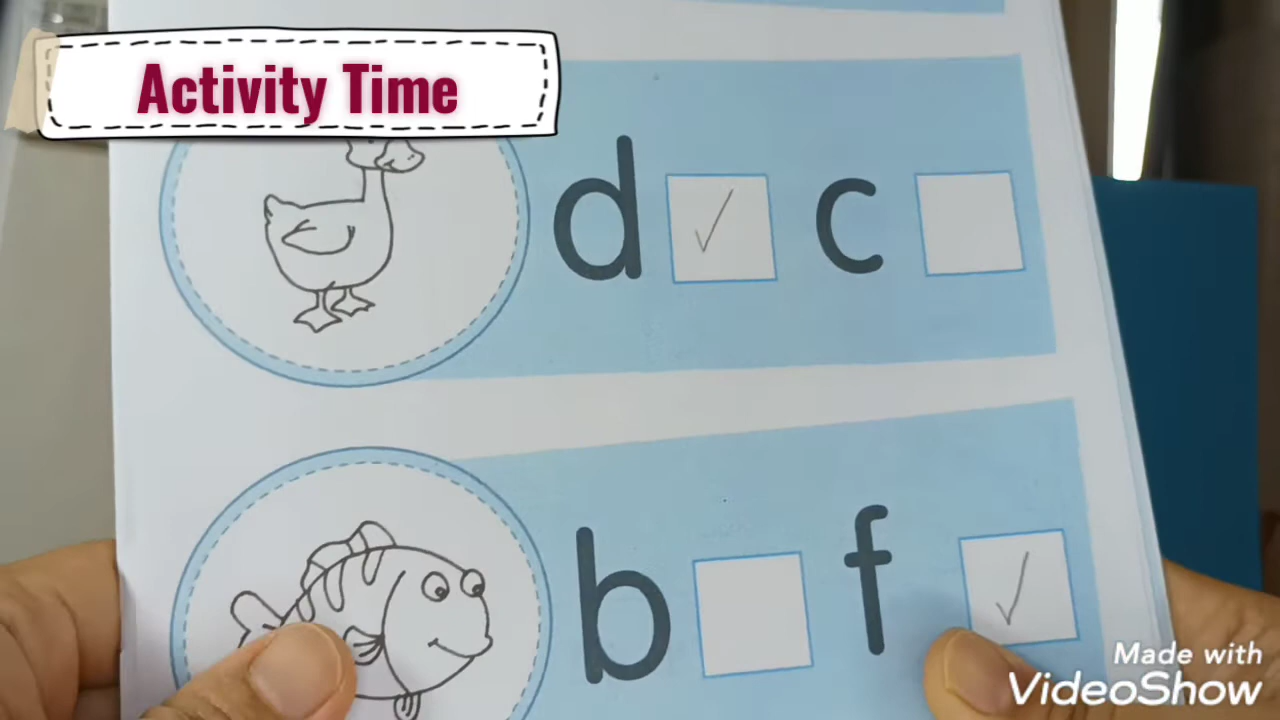 Activity Time
d ✓ c
b f ✓
Made with
VideoShow